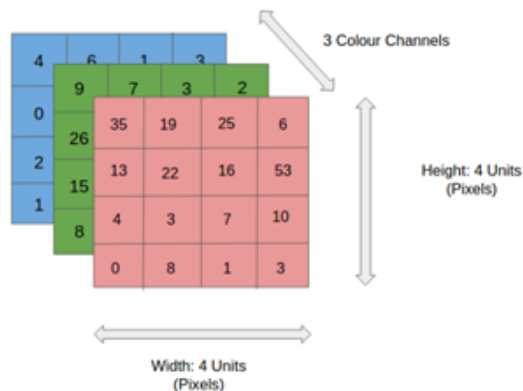 3 Colour Channels
4 6 1 3
9 7 3 2
0
35 19 25 6
26
13 22 16 53
2
15
4 3 7 10
1
8
0 8 1 3
Height: 4 Units
(Pixels)
Width: 4 Units
(Pixels)